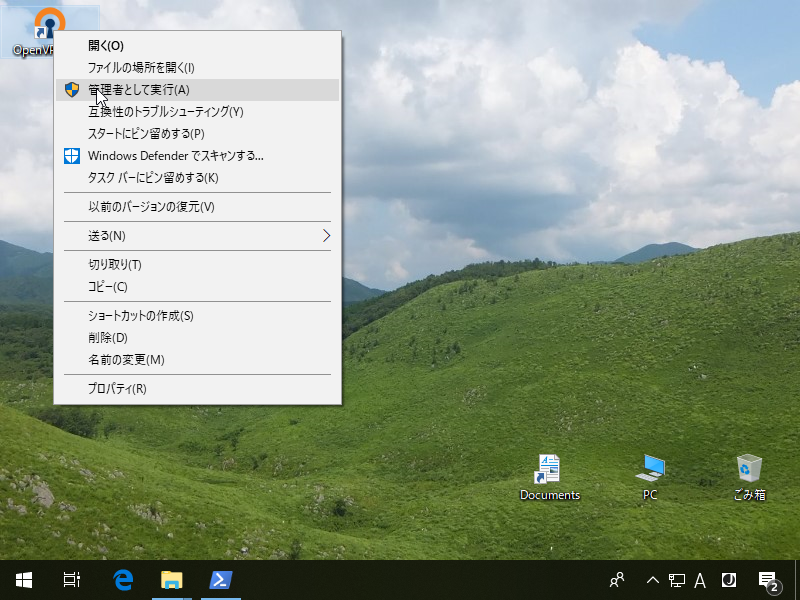 開く(O)
ファイルの場所を開く(I)
管理者として実行(A)
互換性のトラブルシューティング(Y)
スタートにピン留めする(P)
Windows Defender でスキャンする...
タスク バーにピン留めする(K)
以前のバージョンの復元(V)
送る(N)
切り取り(T)
コピー(C)
ショートカットの作成(S)
削除(D)
名前の変更(M)
プロパティ(R)
Documents
PC
ごみ箱
A
2